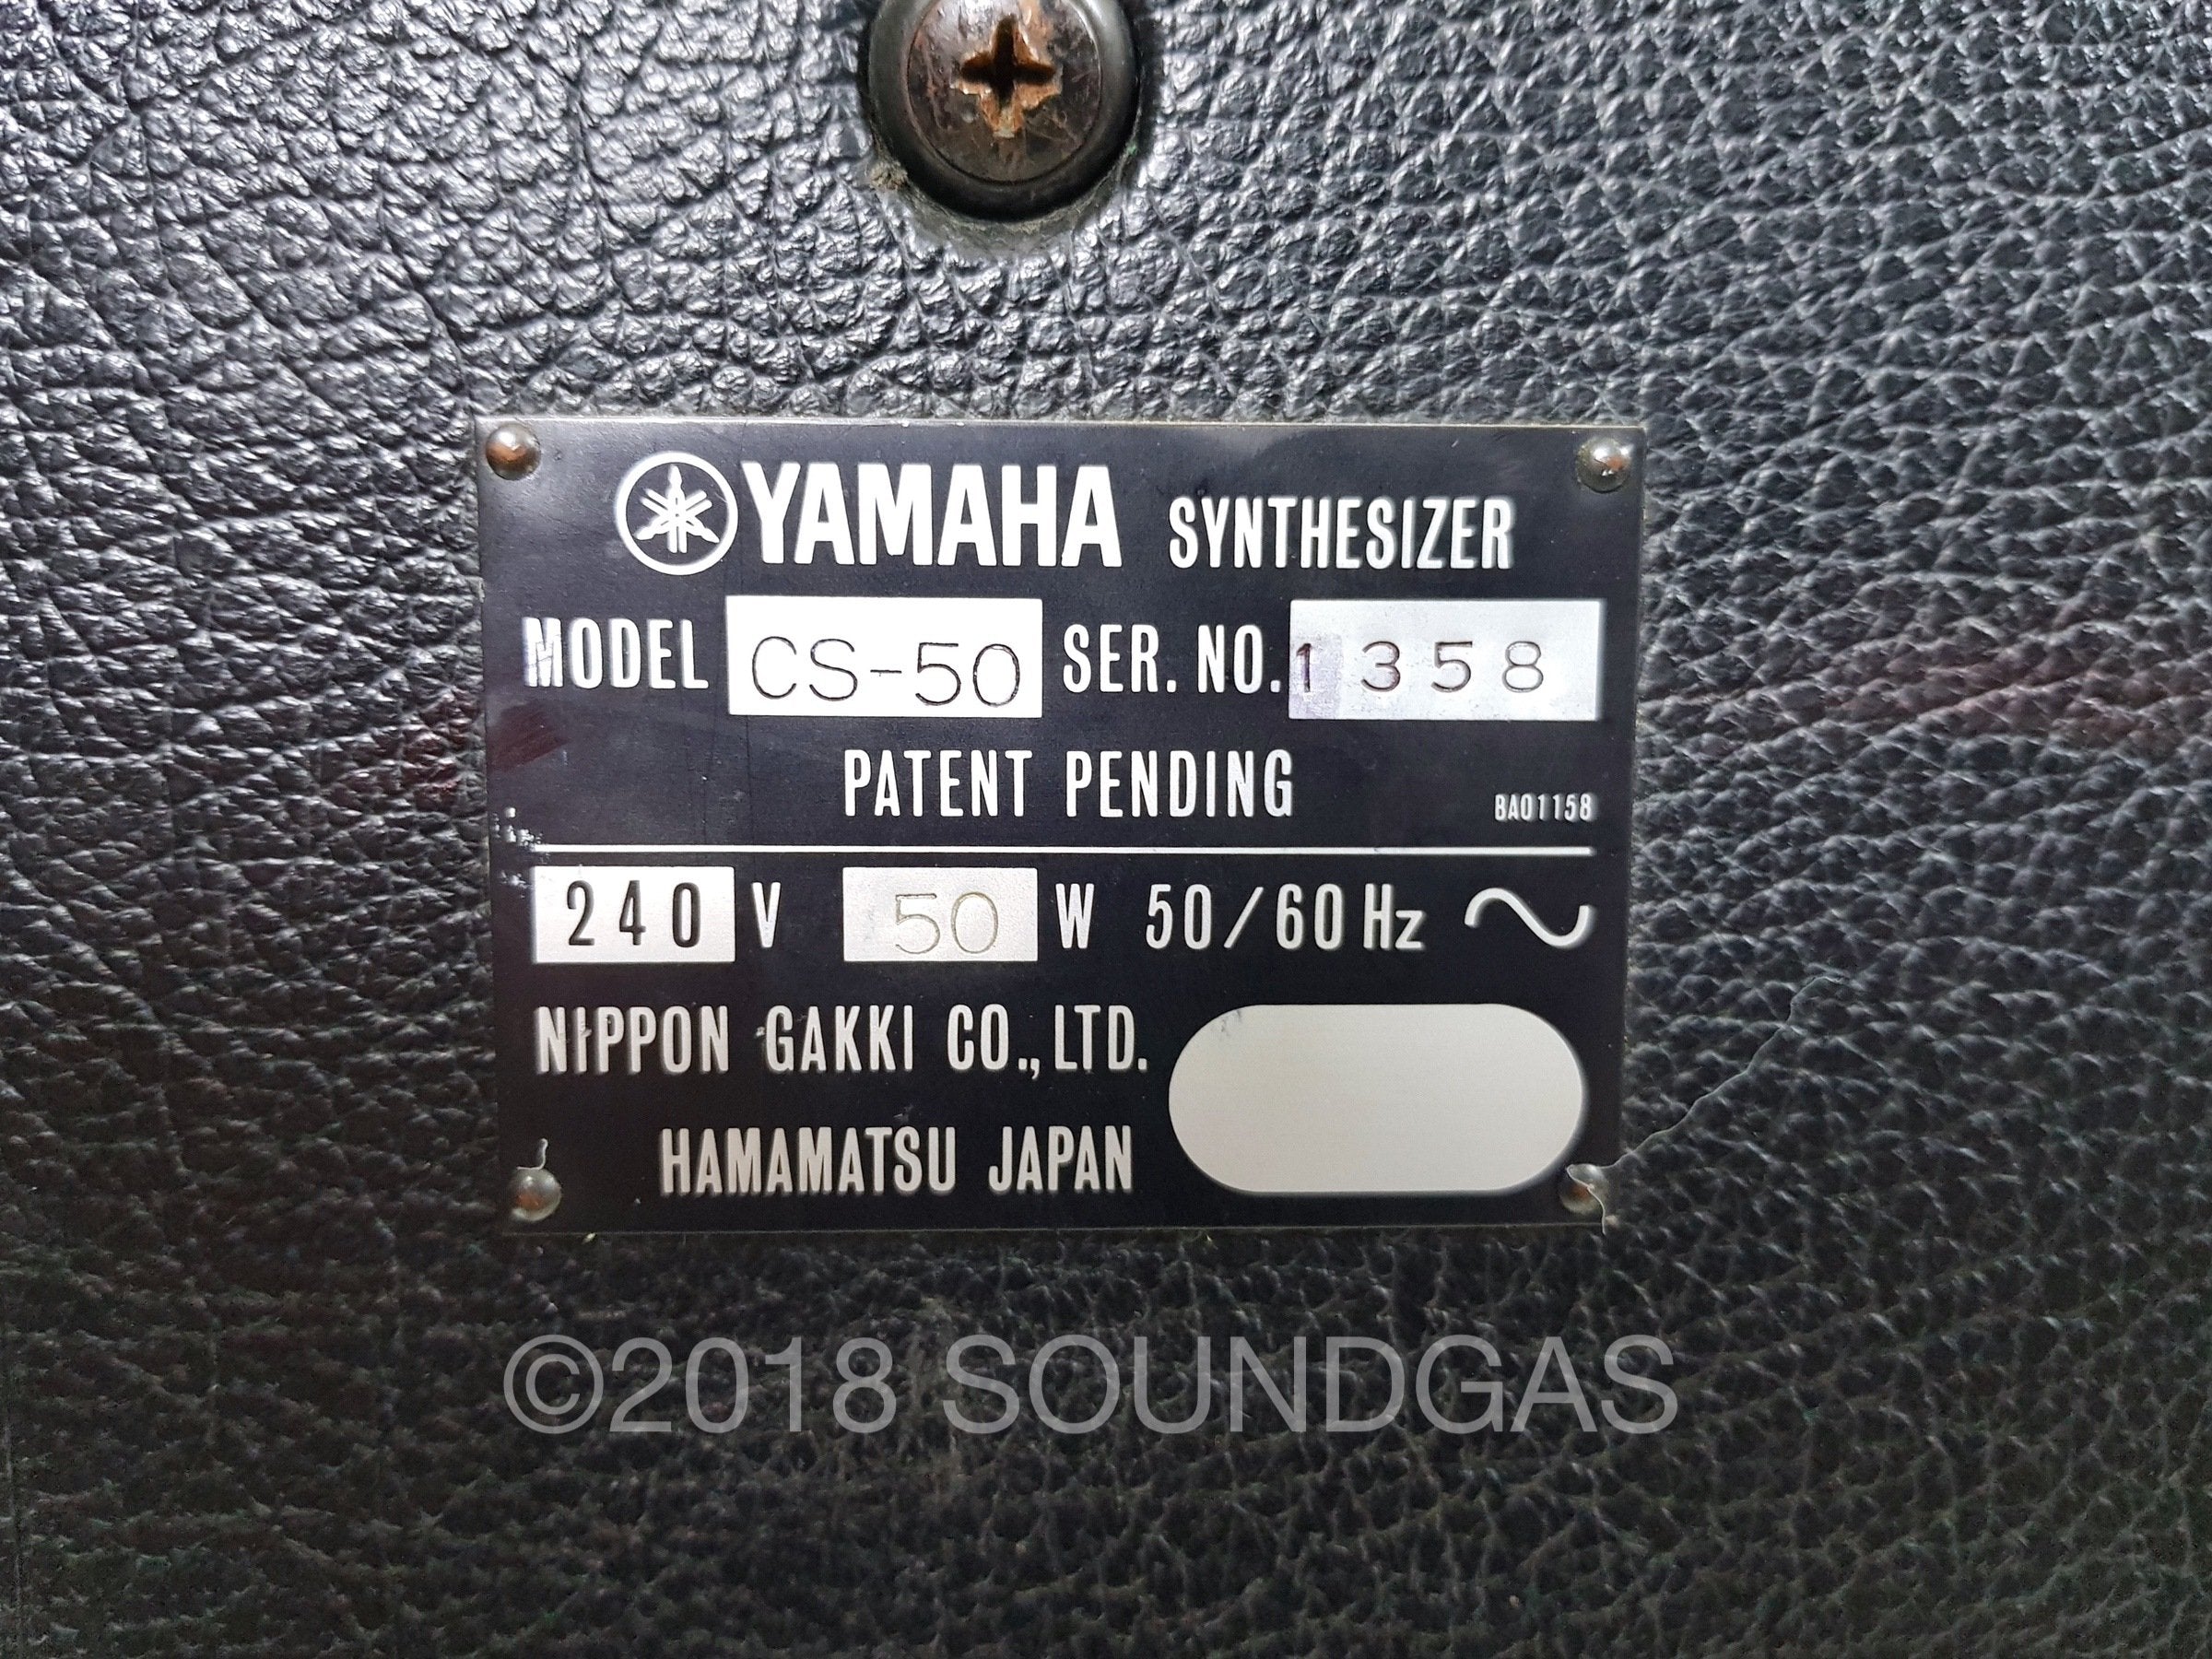 YAMAHA SYNTHESIZER
MODEL CS-50 SER. NO. 1358
PATENT PENDING BA01158
240 V 50 W 50/60 Hz ~
NIPPON GAKKI CO., LTD.
HAMAMATSU JAPAN
©2018 SOUNDGAS